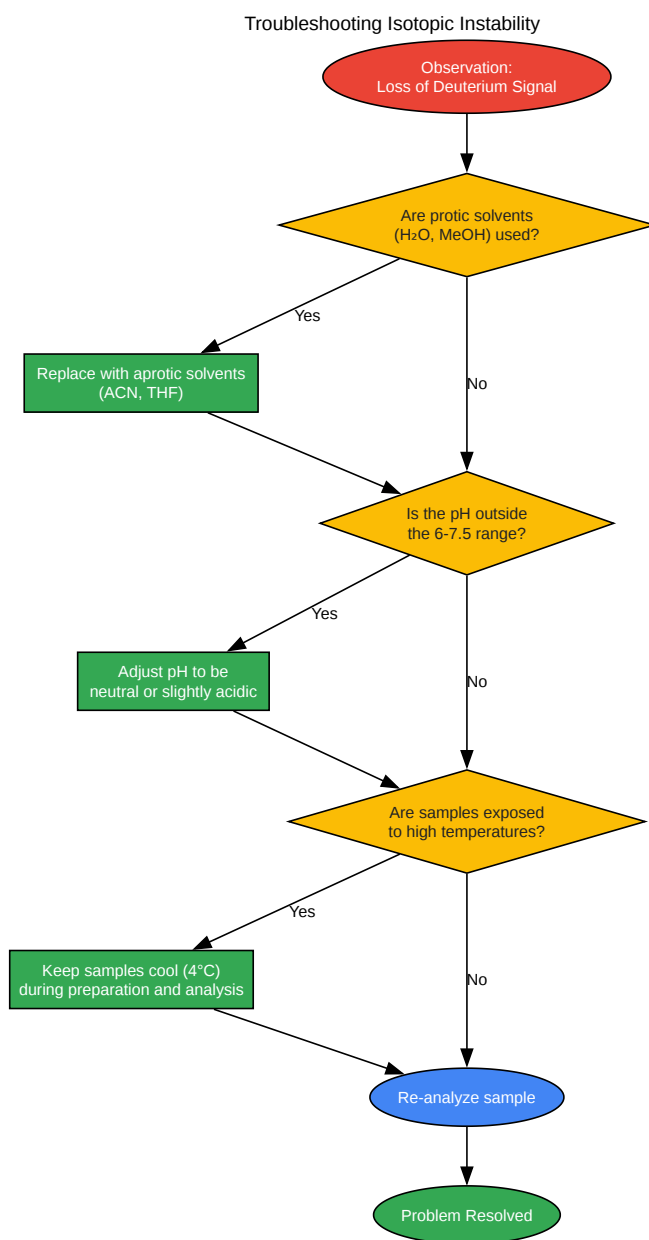 Troubleshooting Isotopic Instability
Observation:
Loss of Deuterium Signal
Are protic solvents
(H₂O, MeOH) used?
Yes
No
Replace with aprotic solvents
(ACN, THF)
Is the pH outside
the 6-7.5 range?
Yes
No
Adjust pH to be
neutral or slightly acidic
Are samples exposed
to high temperatures?
Yes
No
Keep samples cool (4°C)
during preparation and analysis
Re-analyze sample
Problem Resolved